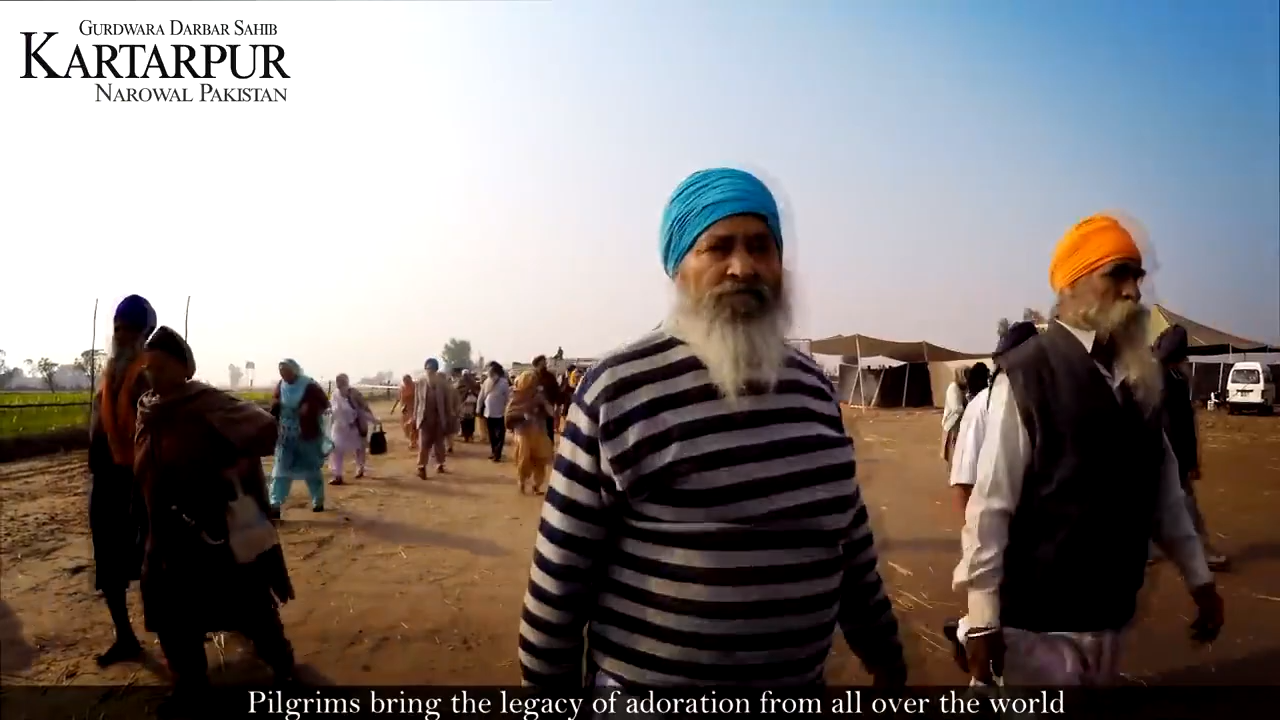 Gurdwara Darbar Sahib
Kartarpur
Narowal Pakistan
Pilgrims bring the legacy of adoration from all over the world